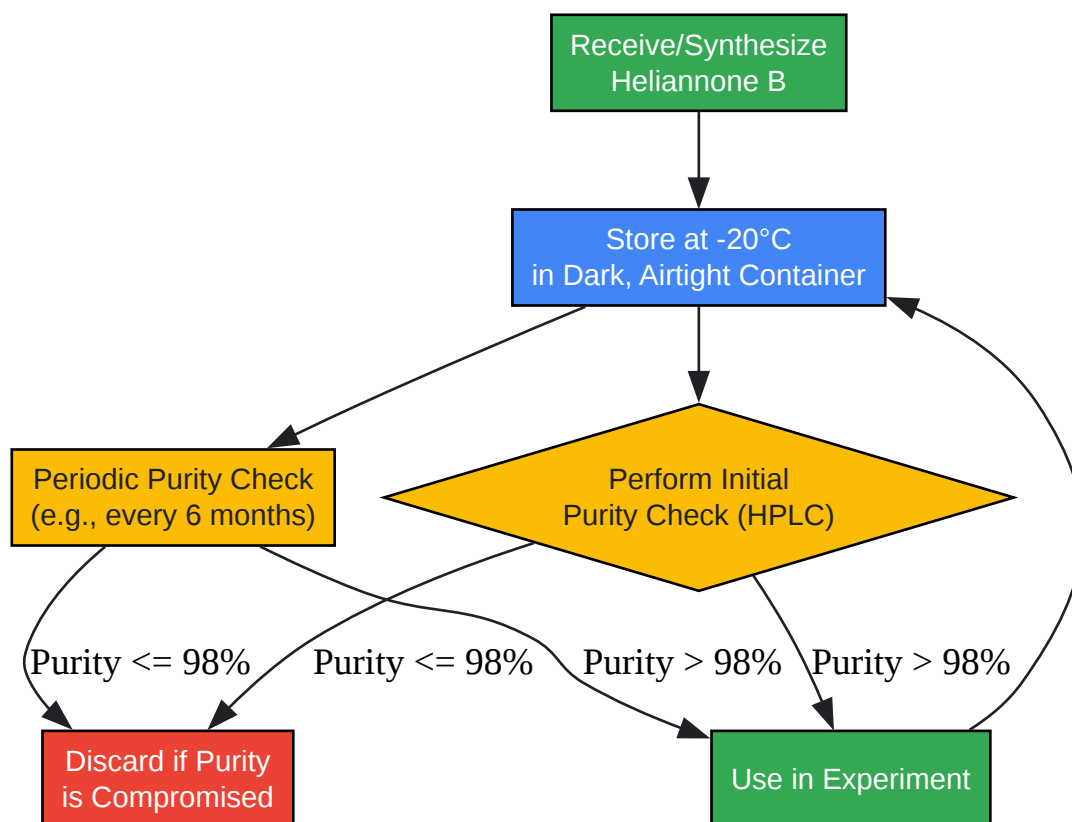 Receive/Synthesize
Heliannone B
Store at -20°C
in Dark, Airtight Container
Periodic Purity Check
(e.g., every 6 months)
Perform Initial
Purity Check (HPLC)
Purity <= 98%
Purity <= 98%
Purity > 98%
Purity > 98%
Discard if Purity
is Compromised
Use in Experiment